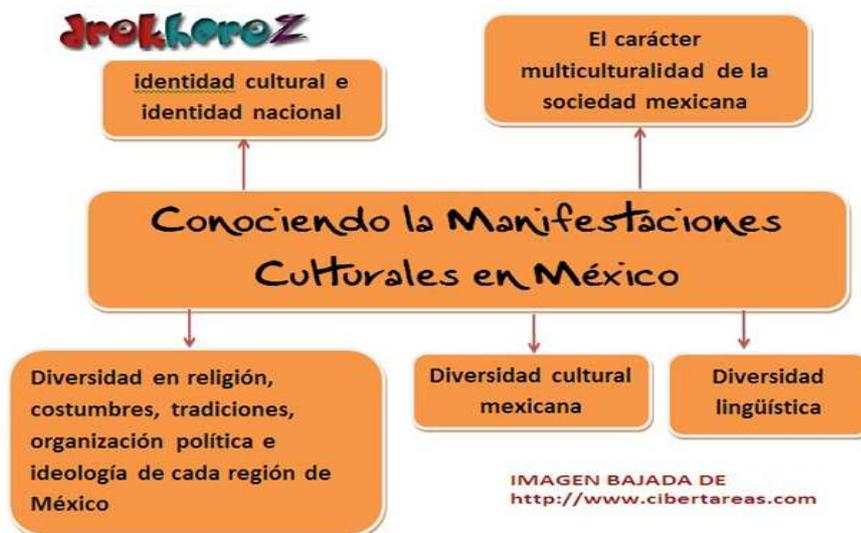 drokheroz
identidad cultural e
identidad nacional
El carácter
multiculturalidad de la
sociedad mexicana
Conociendo la Manifestaciones
Culturales en México
Diversidad en religión,
costumbres, tradiciones,
organización política e
ideología de cada región de
México
Diversidad cultural
mexicana
Diversidad
lingüística
IMAGEN BAJADA DE
http://www.cibertareas.com